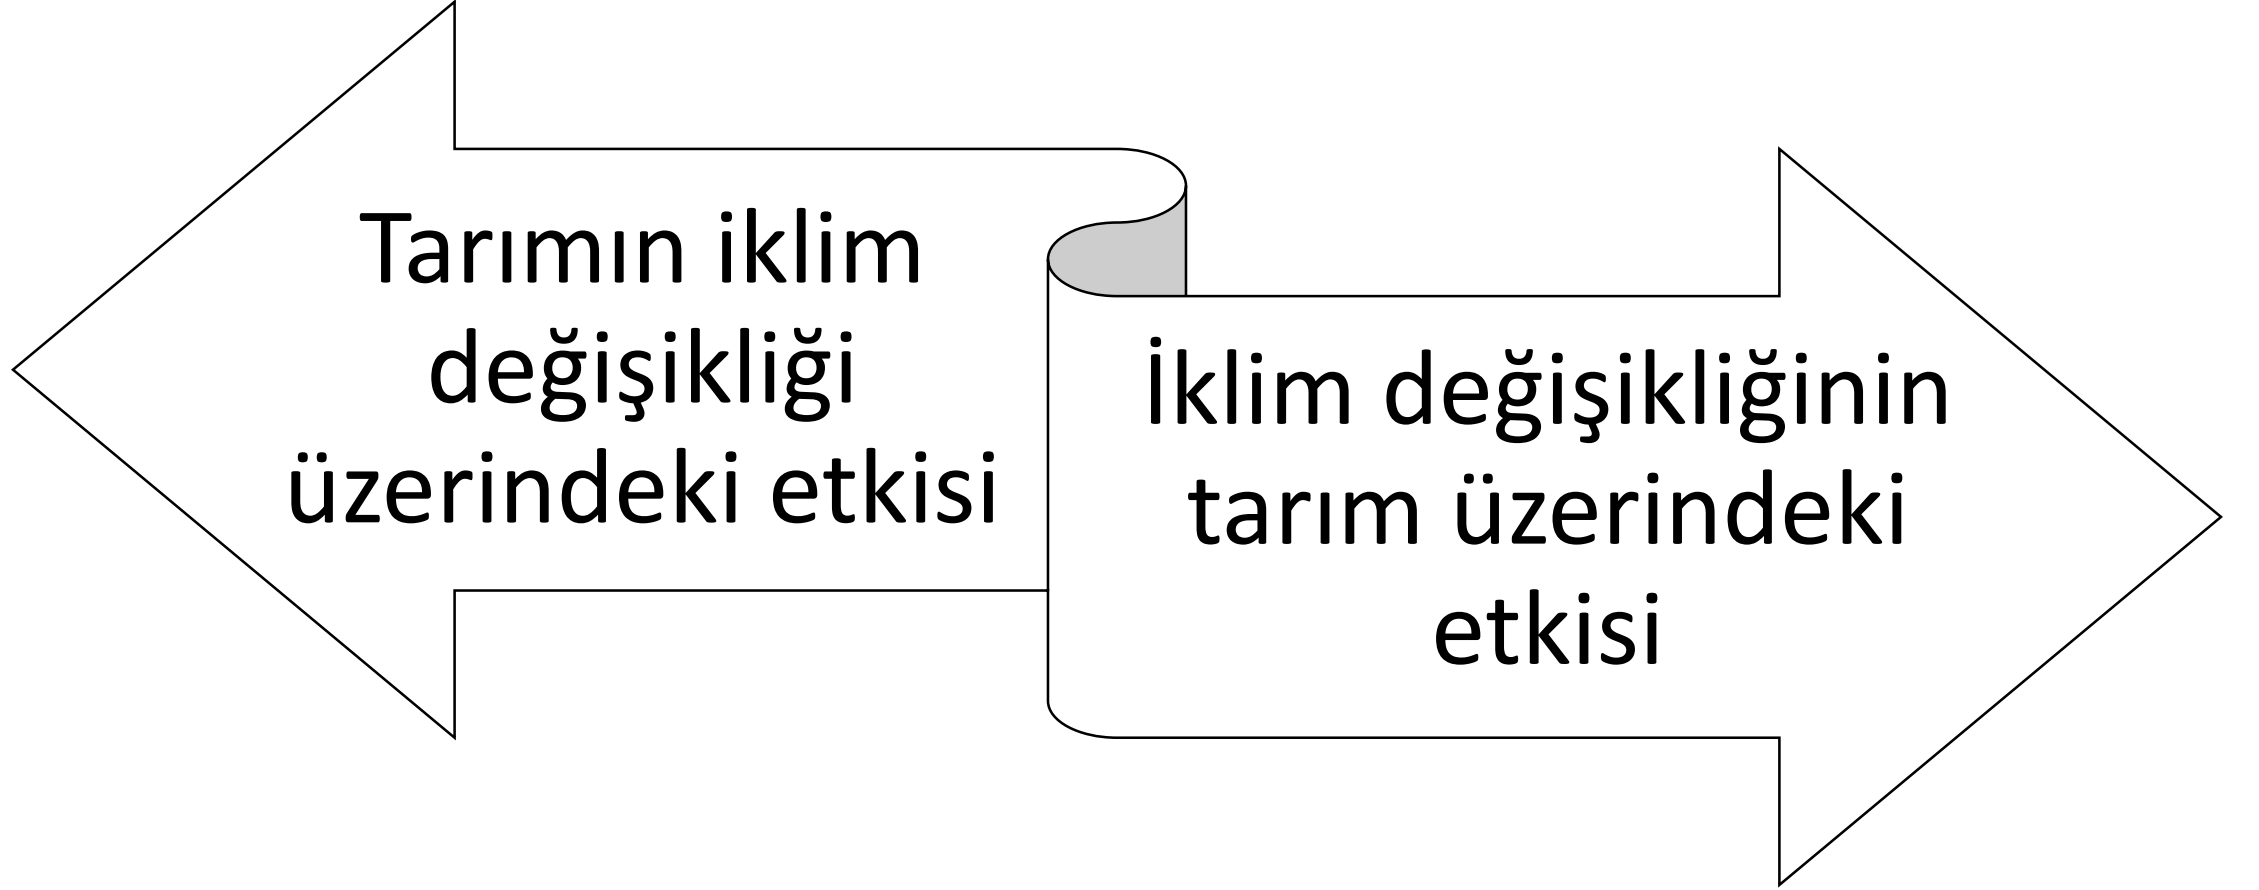 Tarımın iklim
değişikliği
üzerindeki etkisi
İklim değişikliğinin
tarım üzerindeki
etkisi